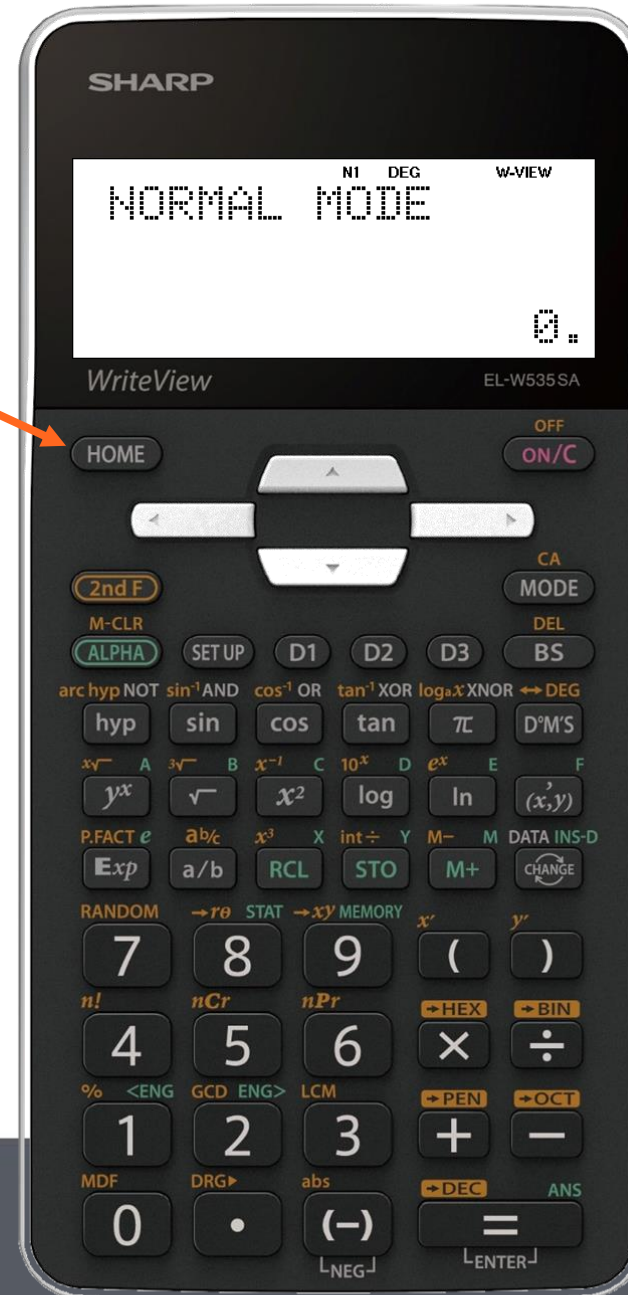 SHARP
N1 DEG W-VIEW
NORMAL MODE
0.
WriteView EL-W535SA
OFF
HOME ON/C
CA
2nd F MODE
M-CLR DEL
ALPHA SET UP D1 D2 D3 BS
arc hyp NOT sin⁻¹ AND cos⁻¹ OR tan⁻¹ XOR logₐx XNOR ↔DEG
hyp sin cos tan π D°M'S
ˣ√ A ³√ B x⁻¹ C 10ˣ D eˣ E F
yˣ √ x² log ln (x,y)
P.FACT e ab/c x³ X int÷ Y M− M DATA INS-D
Exp a/b RCL STO M+ CHANGE
RANDOM →rθ STAT →xy MEMORY x′ y′
7 8 9 ( )
n! nCr nPr →HEX →BIN
4 5 6 × ÷
% <ENG GCD ENG> LCM →PEN →OCT
1 2 3 + −
MDF DRG▶ abs →DEC ANS
0 • (−) =
NEG ENTER